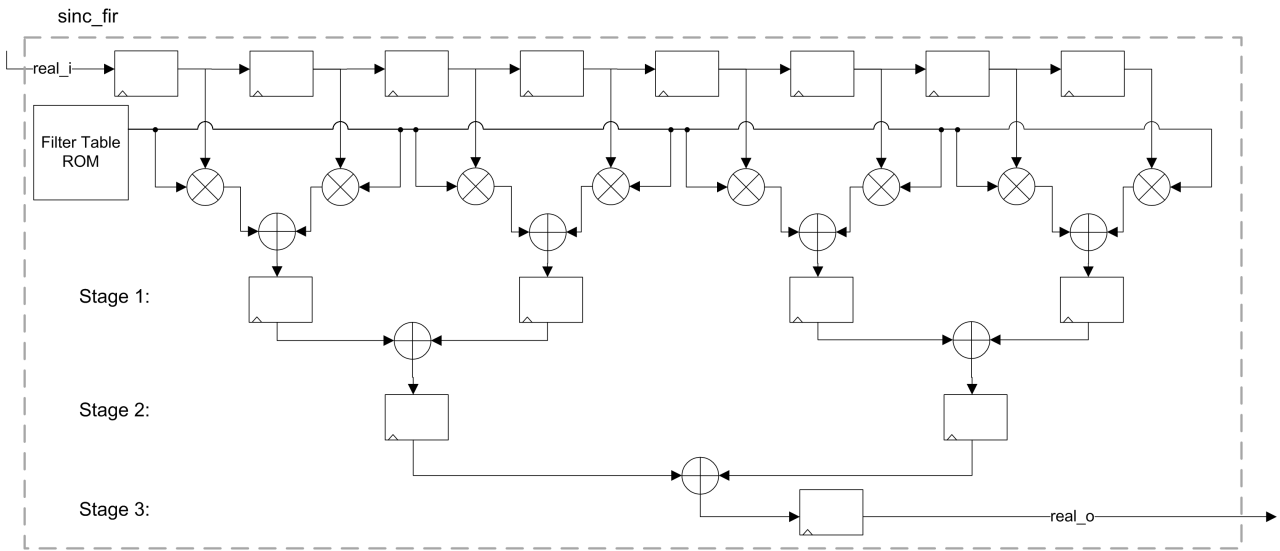 sinc_fir
real_i
Filter Table
ROM
Stage 1:
Stage 2:
Stage 3:
real_o